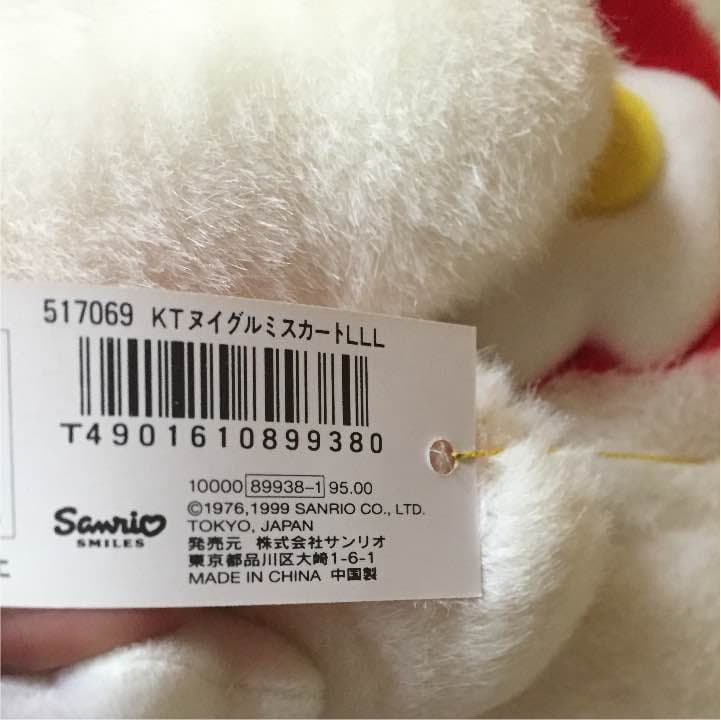 517069 KTヌイグルミスカートLLL
T4901610899380
10000 89938-1 95.00
©1976,1999 SANRIO CO., LTD.
TOKYO, JAPAN
Sanrio
SMILES
発売元 株式会社サンリオ
東京都品川区大崎1-6-1
MADE IN CHINA 中国製